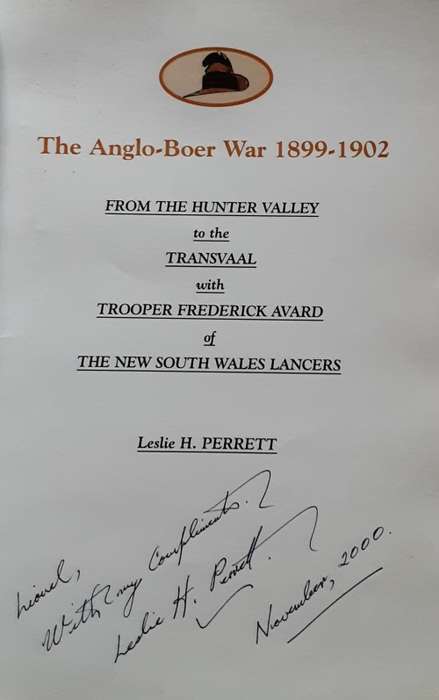 The Anglo-Boer War 1899-1902
FROM THE HUNTER VALLEY
to the
TRANSVAAL
with
TROOPER FREDERICK AVARD
of
THE NEW SOUTH WALES LANCERS
Leslie H. PERRETT
Lionel,
With my Compliments.
Leslie H. Perrett.
November, 2000.